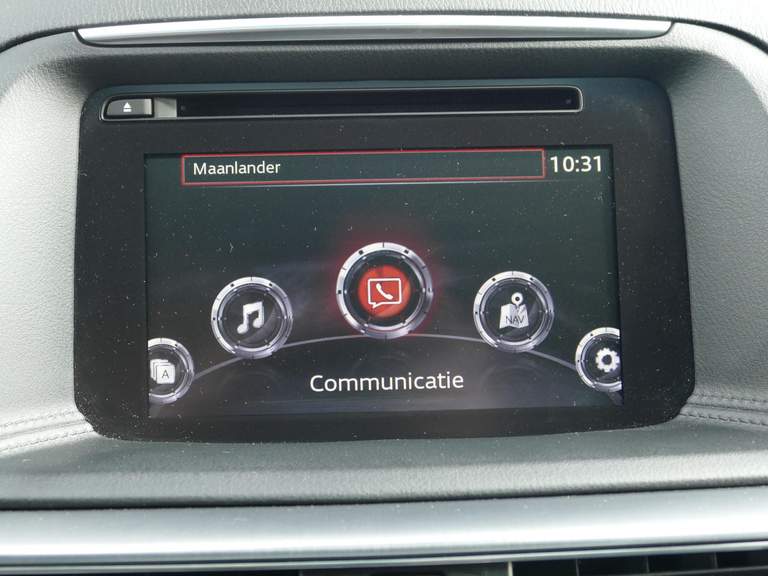 Maanlander 10:31
NAV
A
Communicatie